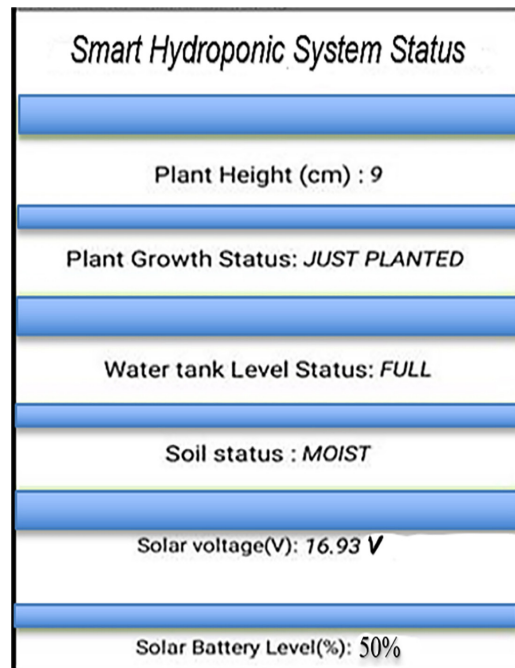 Smart Hydroponic System Status
Plant Height (cm) : 9
Plant Growth Status: JUST PLANTED
Water tank Level Status: FULL
Soil status : MOIST
Solar voltage(V): 16.93 V
Solar Battery Level(%): 50%